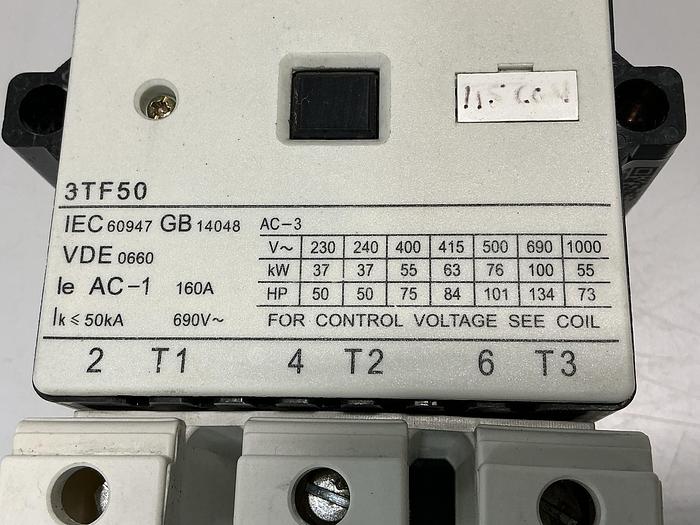 3TF50
IEC 60947 GB 14048
VDE 0660
Ie AC-1 160A
Ik ≤ 50kA 690V~
AC-3
V~ 230 240 400 415 500 690 1000
kW 37 37 55 63 76 100 55
HP 50 50 75 84 101 134 73
FOR CONTROL VOLTAGE SEE COIL
2 T1 4 T2 6 T3